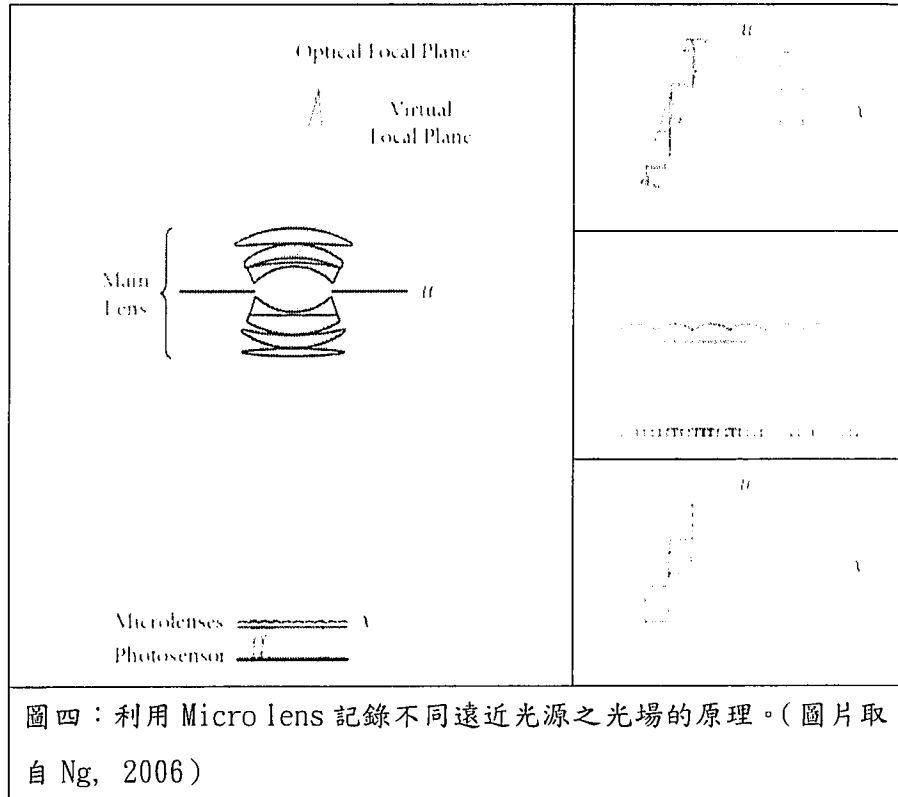 Optical Focal Plane
Virtual
Focal Plane
Main
Lens
u
Microlenses
x
Photosensor
u
x
u
x
圖四：利用 Micro lens 記錄不同遠近光源之光場的原理。(圖片取
自 Ng, 2006)